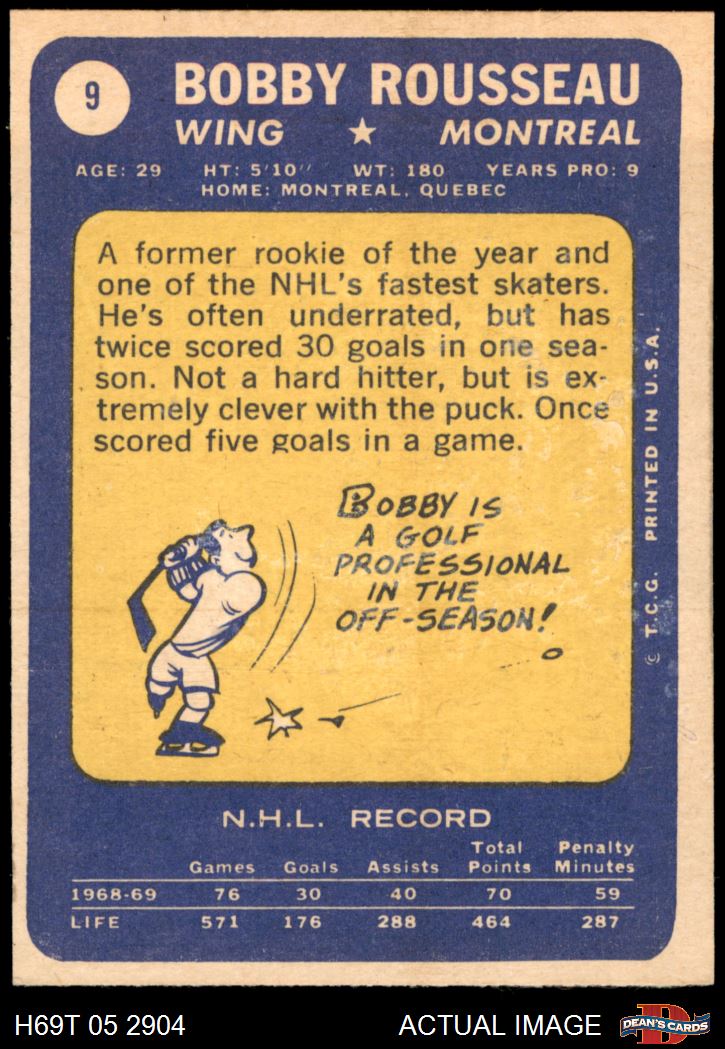 9
BOBBY ROUSSEAU
WING ★ MONTREAL
AGE: 29 HT: 5'10" WT: 180 YEARS PRO: 9
HOME: MONTREAL, QUEBEC
A former rookie of the year and
one of the NHL's fastest skaters.
He's often underrated, but has
twice scored 30 goals in one sea-
son. Not a hard hitter, but is ex-
tremely clever with the puck. Once
scored five goals in a game.
BOBBY IS
A GOLF
PROFESSIONAL
IN THE
OFF-SEASON!
© T.C.G. PRINTED IN U.S.A.
N.H.L. RECORD
Games Goals Assists Total Points Penalty Minutes
1968-69 76 30 40 70 59
LIFE 571 176 288 464 287
H69T 05 2904 ACTUAL IMAGE
D
DEAN'S CARDS